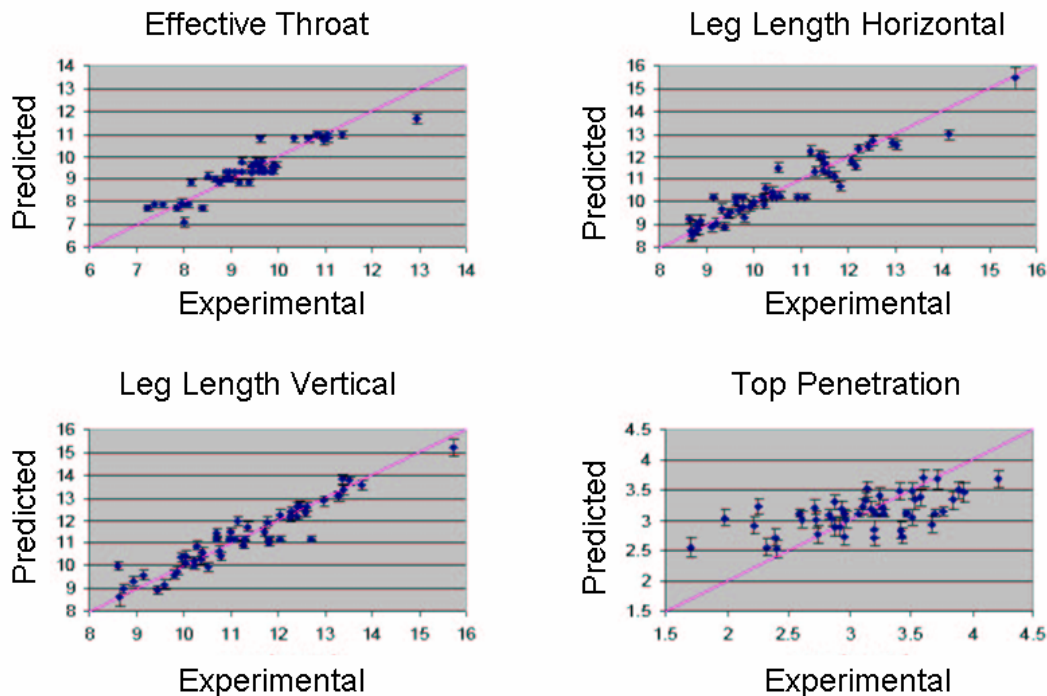 Effective Throat
14
13
12
11
10
9
8
7
6
Predicted
6 7 8 9 10 11 12 13 14
Experimental
Leg Length Horizontal
16
15
14
13
12
11
10
9
8
Predicted
8 9 10 11 12 13 14 15 16
Experimental
Leg Length Vertical
16
15
14
13
12
11
10
9
8
Predicted
8 9 10 11 12 13 14 15 16
Experimental
Top Penetration
4.5
4
3.5
3
2.5
2
1.5
Predicted
1.5 2 2.5 3 3.5 4 4.5
Experimental